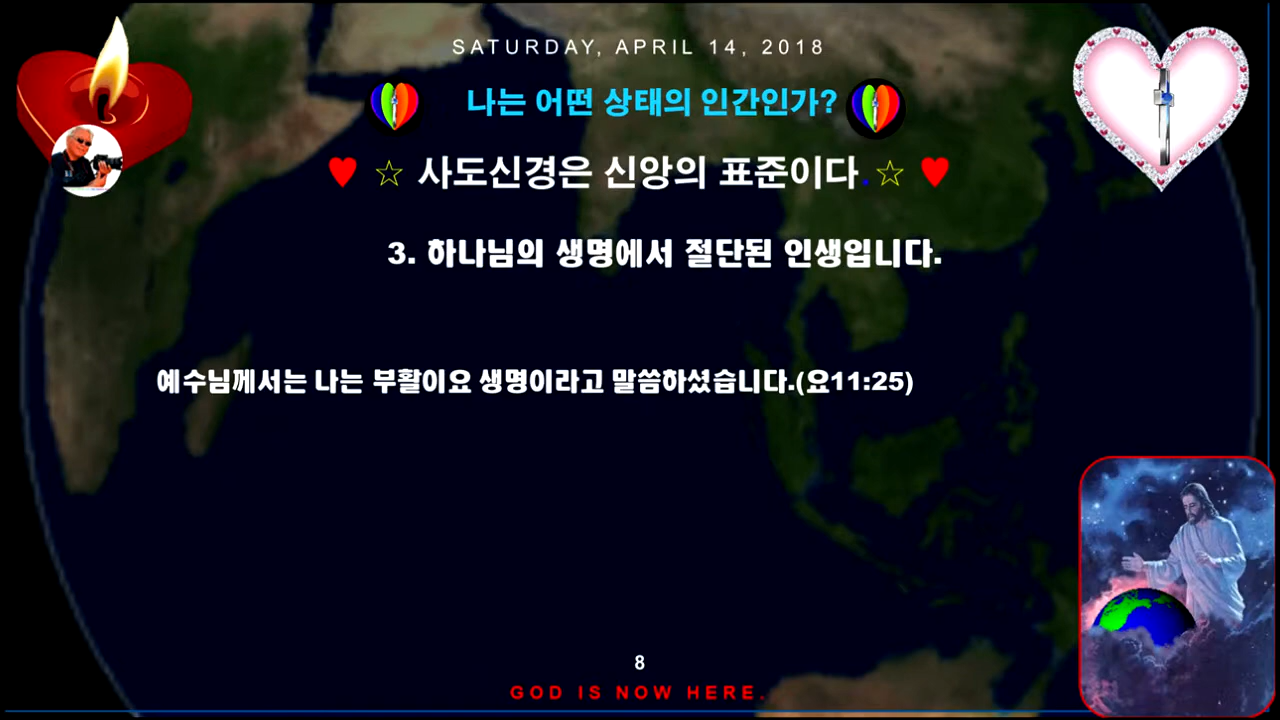 SATURDAY, APRIL 14, 2018
나는 어떤 상태의 인간인가?
♥ ☆ 사도신경은 신앙의 표준이다. ☆ ♥
3. 하나님의 생명에서 절단된 인생입니다.
예수님께서는 나는 부활이요 생명이라고 말씀하셨습니다.(요11:25)
8
GOD IS NOW HERE.